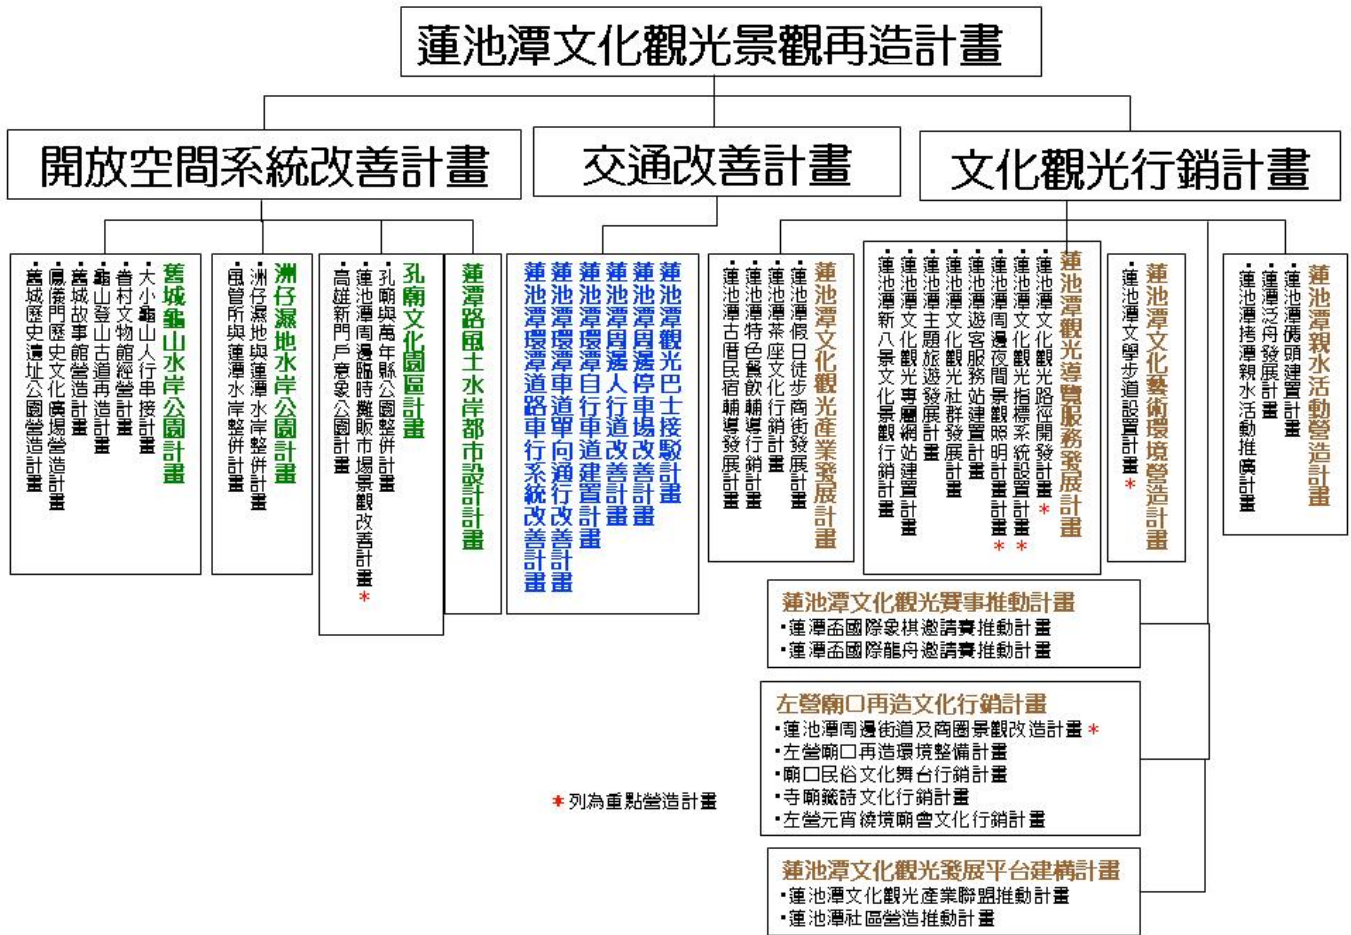 蓮池潭文化觀光景觀再造計畫
開放空間系統改善計畫
交通改善計畫
文化觀光行銷計畫
舊城龜山水岸公園計畫
‧大小龜山人行串接計畫
‧眷村文物館經營計畫
‧龜山登山古道再造計畫
‧舊城故事館營造計畫
‧鳳儀門歷史文化廣場營造計畫
‧舊城歷史遺址公園營造計畫
洲仔濕地水岸公園計畫
‧洲仔濕地與蓮潭水岸整併計畫
‧風管所與蓮潭水岸整併計畫
孔廟文化園區計畫
‧孔廟與萬年縣公園整併計畫
‧蓮池潭周邊臨時攤販市場景觀改善計畫*
‧高雄新門戶意象公園計畫
蓮潭路風土水岸都市設計計畫
蓮池潭觀光巴士接駁計畫
蓮池潭周邊停車場改善計畫
蓮池潭周邊人行道改善計畫
蓮池潭環潭自行車道建置計畫
蓮池潭環潭車道單向通行改善計畫
蓮池潭環潭道路車行系統改善計畫
蓮池潭文化觀光產業發展計畫
‧蓮池潭假日徒步商街發展計畫
‧蓮池潭茶座文化行銷計畫
‧蓮池潭特色餐飲輔導行銷計畫
‧蓮池潭古厝民宿輔導發展計畫
蓮池潭觀光導覽服務發展計畫
‧蓮池潭文化觀光路徑開發計畫*
‧蓮池潭文化觀光指標系統設置計畫*
‧蓮池潭周邊夜間景觀照明計畫*
‧蓮池潭遊客服務站建置計畫
‧蓮池潭文化觀光社群發展計畫
‧蓮池潭主題旅遊發展計畫
‧蓮池潭文化觀光專屬網站建置計畫
‧蓮池潭新八景文化景觀行銷計畫
蓮池潭文化藝術環境營造計畫
‧蓮池潭文學步道設置計畫*
蓮池潭親水活動營造計畫
‧蓮池潭碼頭建置計畫
‧蓮潭泛舟發展計畫
‧蓮池潭拷潭親水活動推廣計畫
蓮池潭文化觀光賽事推動計畫
‧蓮潭盃國際象棋邀請賽推動計畫
‧蓮潭盃國際龍舟邀請賽推動計畫
左營廟口再造文化行銷計畫
‧蓮池潭周邊街道及商圈景觀改造計畫*
‧左營廟口再造環境整備計畫
‧廟口民俗文化舞台行銷計畫
‧寺廟籤詩文化行銷計畫
‧左營元宵繞境廟會文化行銷計畫
*列為重點營造計畫
蓮池潭文化觀光發展平台建構計畫
‧蓮池潭文化觀光產業聯盟推動計畫
‧蓮池潭社區營造推動計畫